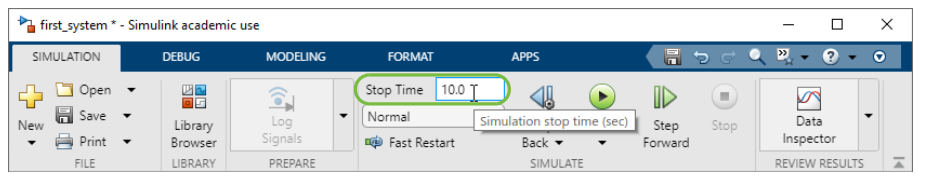 first_system * - Simulink academic use
SIMULATION DEBUG MODELING FORMAT APPS
New
Open
Save
Print
FILE
Library
Browser
LIBRARY
Log
Signals
PREPARE
Stop Time 10.0
Normal
Fast Restart
Simulation stop time (sec)
Back
Step
Forward
Stop
SIMULATE
Data
Inspector
REVIEW RESULTS